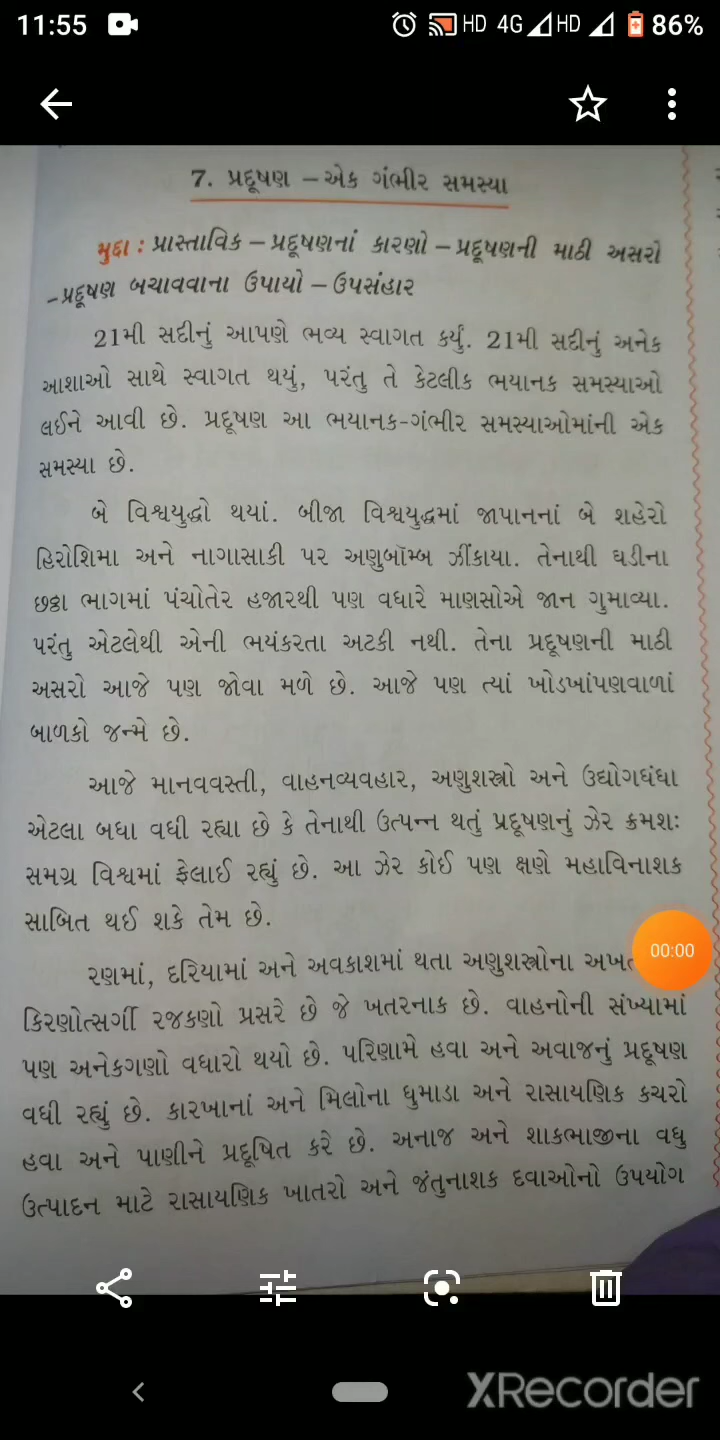 11:55
HD 4G HD 86%
7. પ્રદૂષણ – એક ગંભીર સમસ્યા
મુદ્દા : પ્રાસ્તાવિક – પ્રદૂષણનાં કારણો – પ્રદૂષણની માઠી અસરો
– પ્રદૂષણ બચાવવાના ઉપાયો – ઉપસંહાર
21મી સદીનું આપણે ભવ્ય સ્વાગત કર્યું. 21મી સદીનું અનેક
આશાઓ સાથે સ્વાગત થયું, પરંતુ તે કેટલીક ભયાનક સમસ્યાઓ
લઈને આવી છે. પ્રદૂષણ આ ભયાનક-ગંભીર સમસ્યાઓમાંની એક
સમસ્યા છે.
બે વિશ્વયુદ્ધો થયાં. બીજા વિશ્વયુદ્ધમાં જાપાનનાં બે શહેરો
હિરોશિમા અને નાગાસાકી પર અણુબૉમ્બ ઝીંકાયા. તેનાથી ઘડીના
છઠ્ઠા ભાગમાં પંચોતેર હજારથી પણ વધારે માણસોએ જાન ગુમાવ્યા.
પરંતુ એટલેથી એની ભયંકરતા અટકી નથી. તેના પ્રદૂષણની માઠી
અસરો આજે પણ જોવા મળે છે. આજે પણ ત્યાં ખોડખાંપણવાળાં
બાળકો જન્મે છે.
આજે માનવવસ્તી, વાહનવ્યવહાર, અણુશસ્ત્રો અને ઉદ્યોગધંધા
એટલા બધા વધી રહ્યા છે કે તેનાથી ઉત્પન્ન થતું પ્રદૂષણનું ઝેર ક્રમશઃ
સમગ્ર વિશ્વમાં ફેલાઈ રહ્યું છે. આ ઝેર કોઈ પણ ક્ષણે મહાવિનાશક
સાબિત થઈ શકે તેમ છે.
રણમાં, દરિયામાં અને અવકાશમાં થતા અણુશસ્ત્રોના
કિરણોત્સર્ગી રજકણો પ્રસરે છે જે ખતરનાક છે. વાહનોની સંખ્યામાં
પણ અનેકગણો વધારો થયો છે. પરિણામે હવા અને અવાજનું પ્રદૂષણ
વધી રહ્યું છે. કારખાનાં અને મિલોના ધુમાડા અને રાસાયણિક કચરો
હવા અને પાણીને પ્રદૂષિત કરે છે. અનાજ અને શાકભાજીના વધુ
ઉત્પાદન માટે રાસાયણિક ખાતરો અને જંતુનાશક દવાઓનો ઉપયોગ
00:00
XRecorder